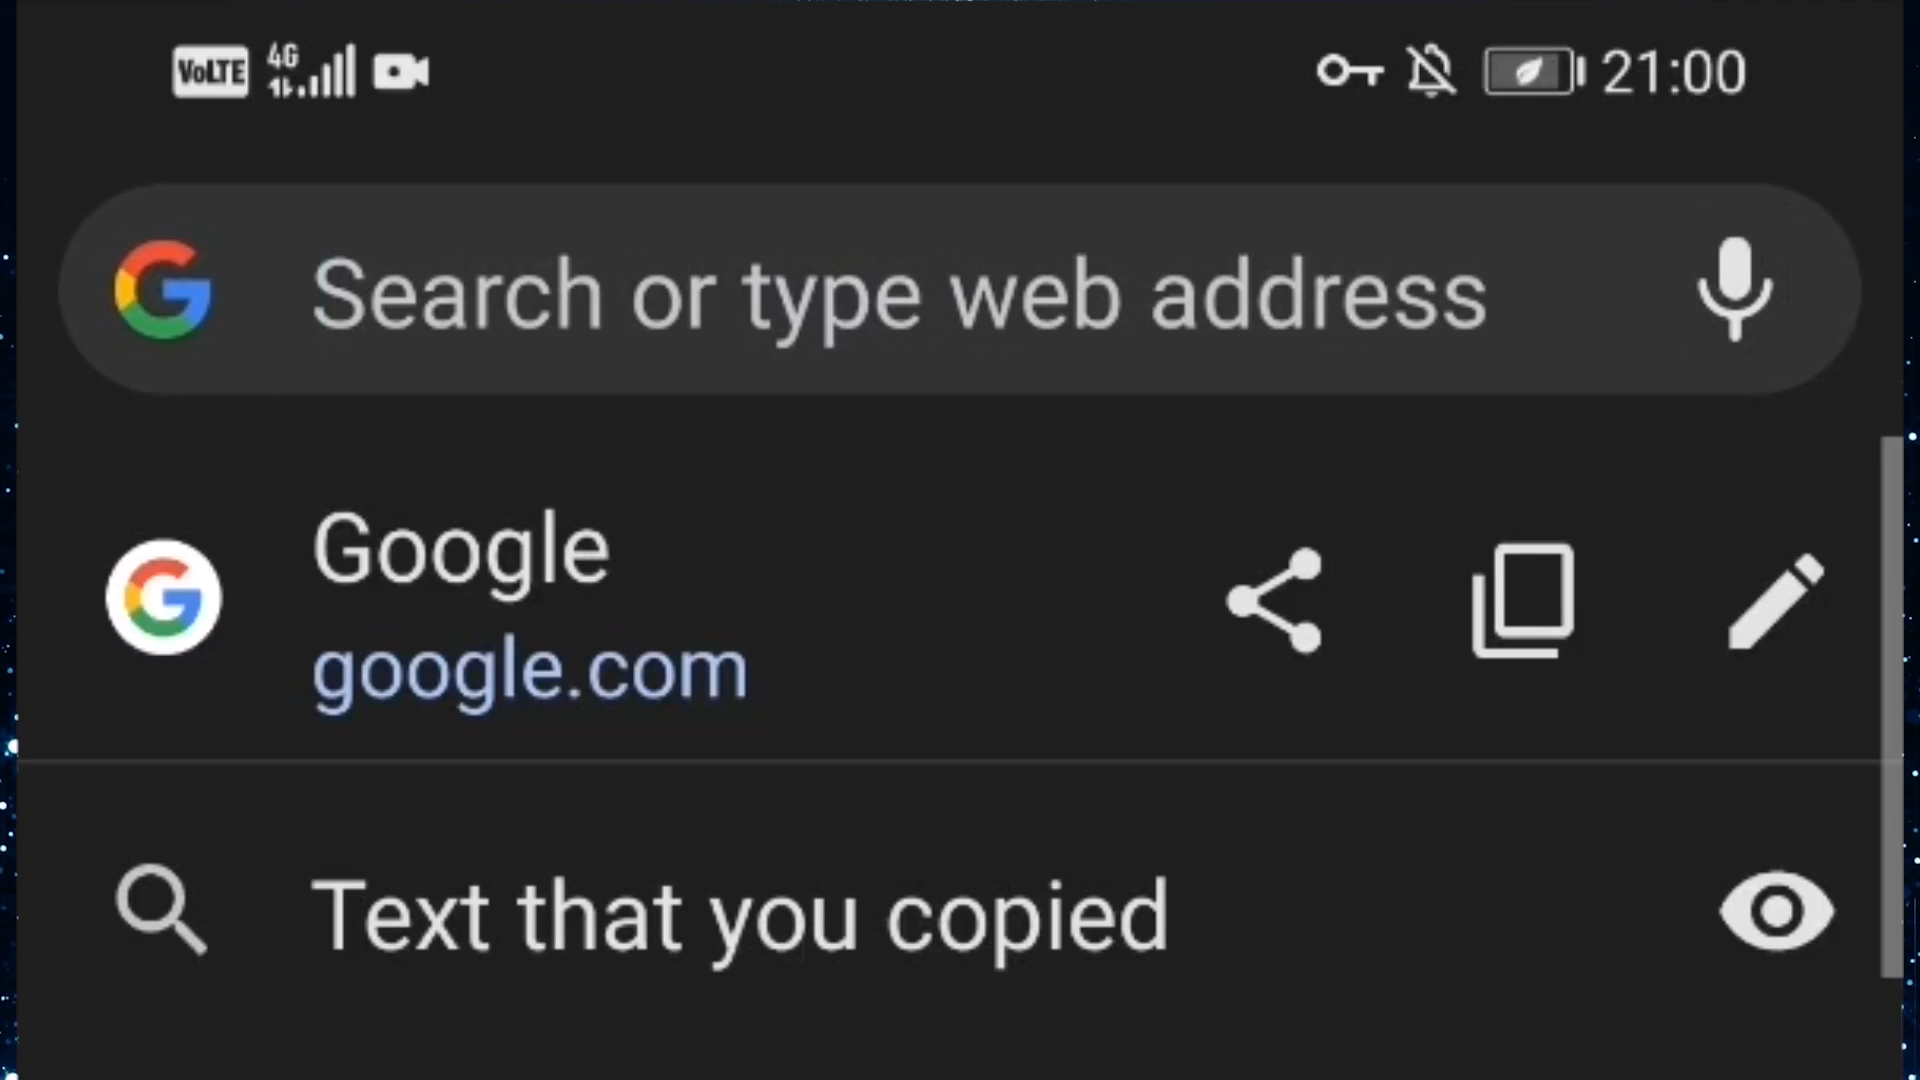 VoLTE 4G 21:00
Search or type web address
Google
google.com
Text that you copied